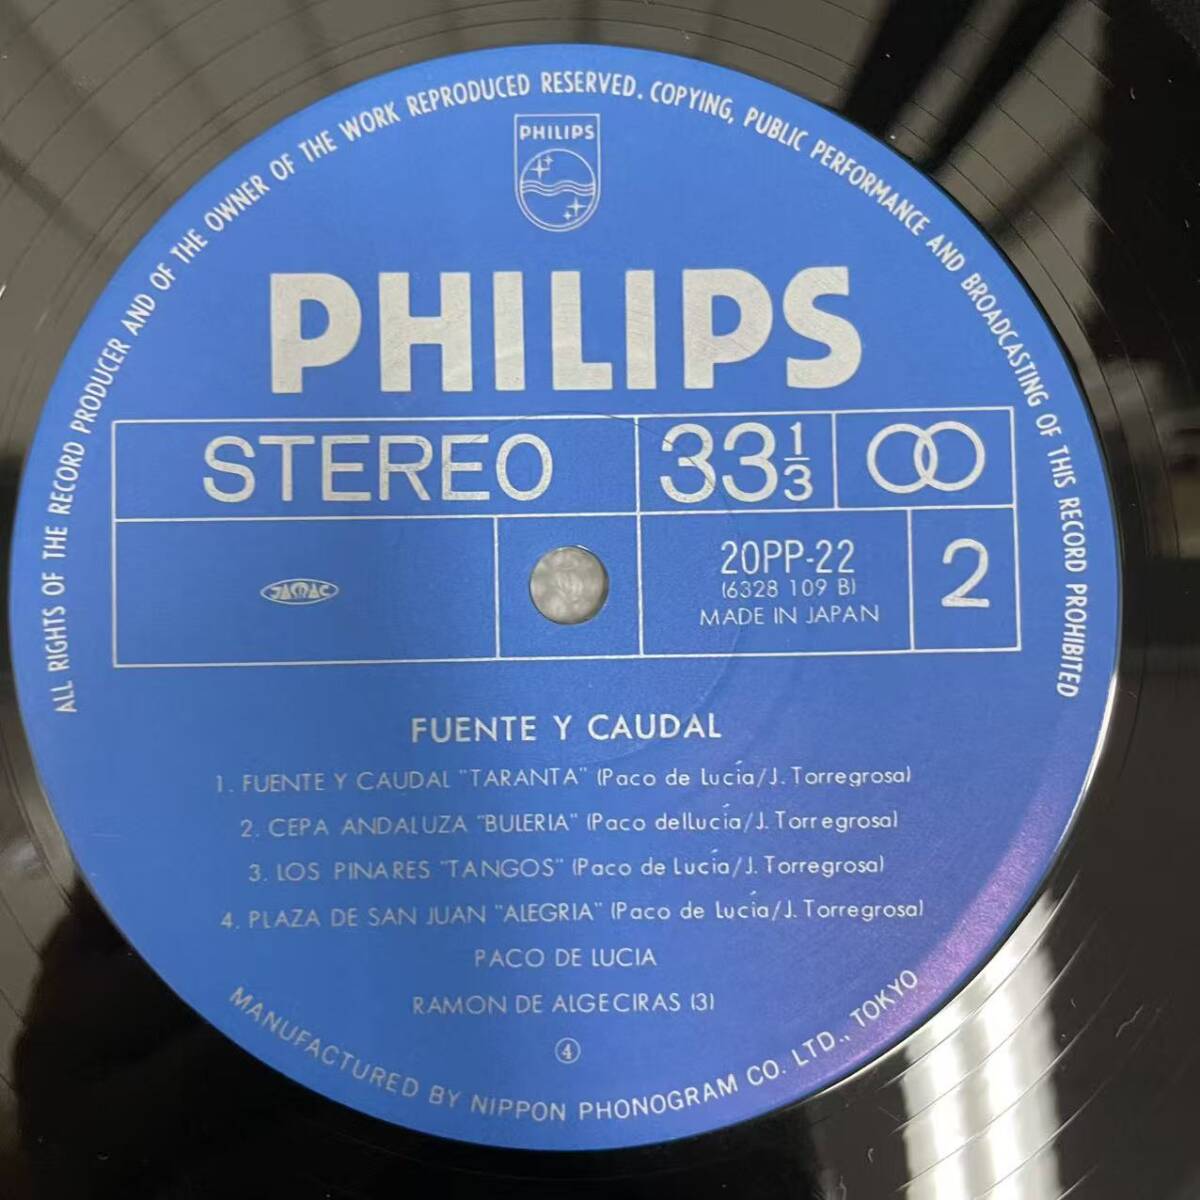 ALL RIGHTS OF THE RECORD PRODUCER AND OF THE OWNER OF THE WORK REPRODUCED RESERVED. COPYING, PUBLIC PERFORMANCE AND BROADCASTING OF THIS RECORD PROHIBITED
PHILIPS
PHILIPS
STEREO 33 1/3
JASRAC
20PP-22
(6328 109 B)
MADE IN JAPAN
2
FUENTE Y CAUDAL
1. FUENTE Y CAUDAL "TARANTA" (Paco de Lucía/J. Torregrosa)
2. CEPA ANDALUZA "BULERIA" (Paco dellucía/J. Torregrosa)
3. LOS PINARES "TANGOS" (Paco de Lucía/J. Torregrosa)
4. PLAZA DE SAN JUAN "ALEGRIA" (Paco de Lucía/J. Torregrosa)
PACO DE LUCIA
RAMON DE ALGECIRAS (3)
④
MANUFACTURED BY NIPPON PHONOGRAM CO. LTD., TOKYO